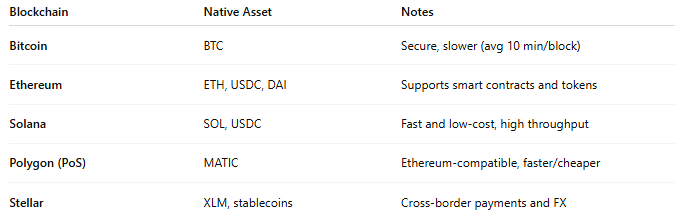 Blockchain Native Asset Notes
Bitcoin BTC Secure, slower (avg 10 min/block)
Ethereum ETH, USDC, DAI Supports smart contracts and tokens
Solana SOL, USDC Fast and low-cost, high throughput
Polygon (PoS) MATIC Ethereum-compatible, faster/cheaper
Stellar XLM, stablecoins Cross-border payments and FX